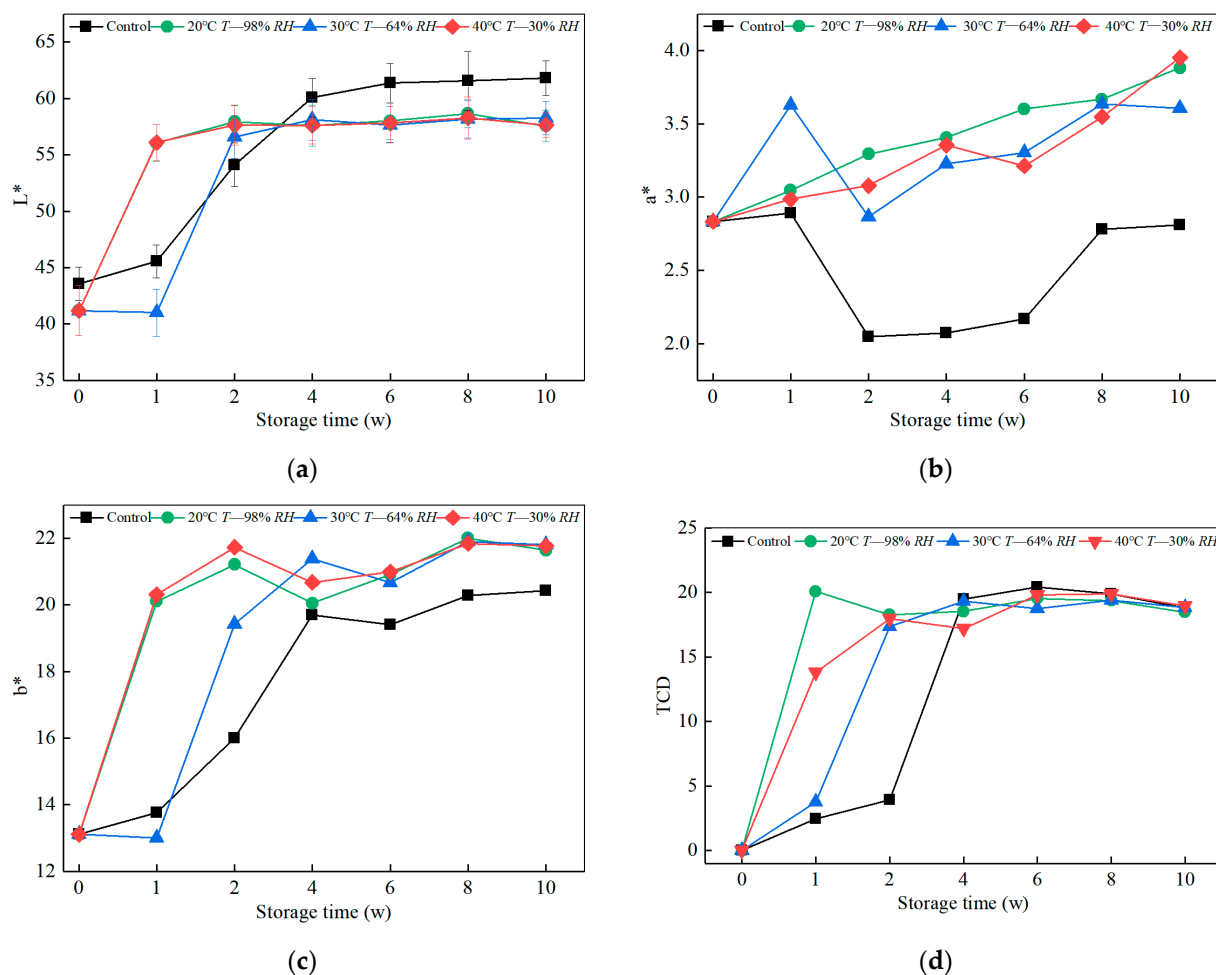 Control 20℃ T—98% RH 30℃ T—64% RH 40℃ T—30% RH
65
60
55
50
45
40
35
L*
0 1 2 4 6 8 10
Storage time (w)
(a)
Control 20℃ T—98% RH 30℃ T—64% RH 40℃ T—30% RH
4.0
3.5
3.0
2.5
2.0
a*
0 1 2 4 6 8 10
Storage time (w)
(b)
Control 20℃ T—98% RH 30℃ T—64% RH 40℃ T—30% RH
22
20
18
16
14
12
b*
0 1 2 4 6 8 10
Storage time (w)
(c)
Control 20℃ T—98% RH 30℃ T—64% RH 40℃ T—30% RH
25
20
15
10
5
0
TCD
0 1 2 4 6 8 10
Storage time (w)
(d)